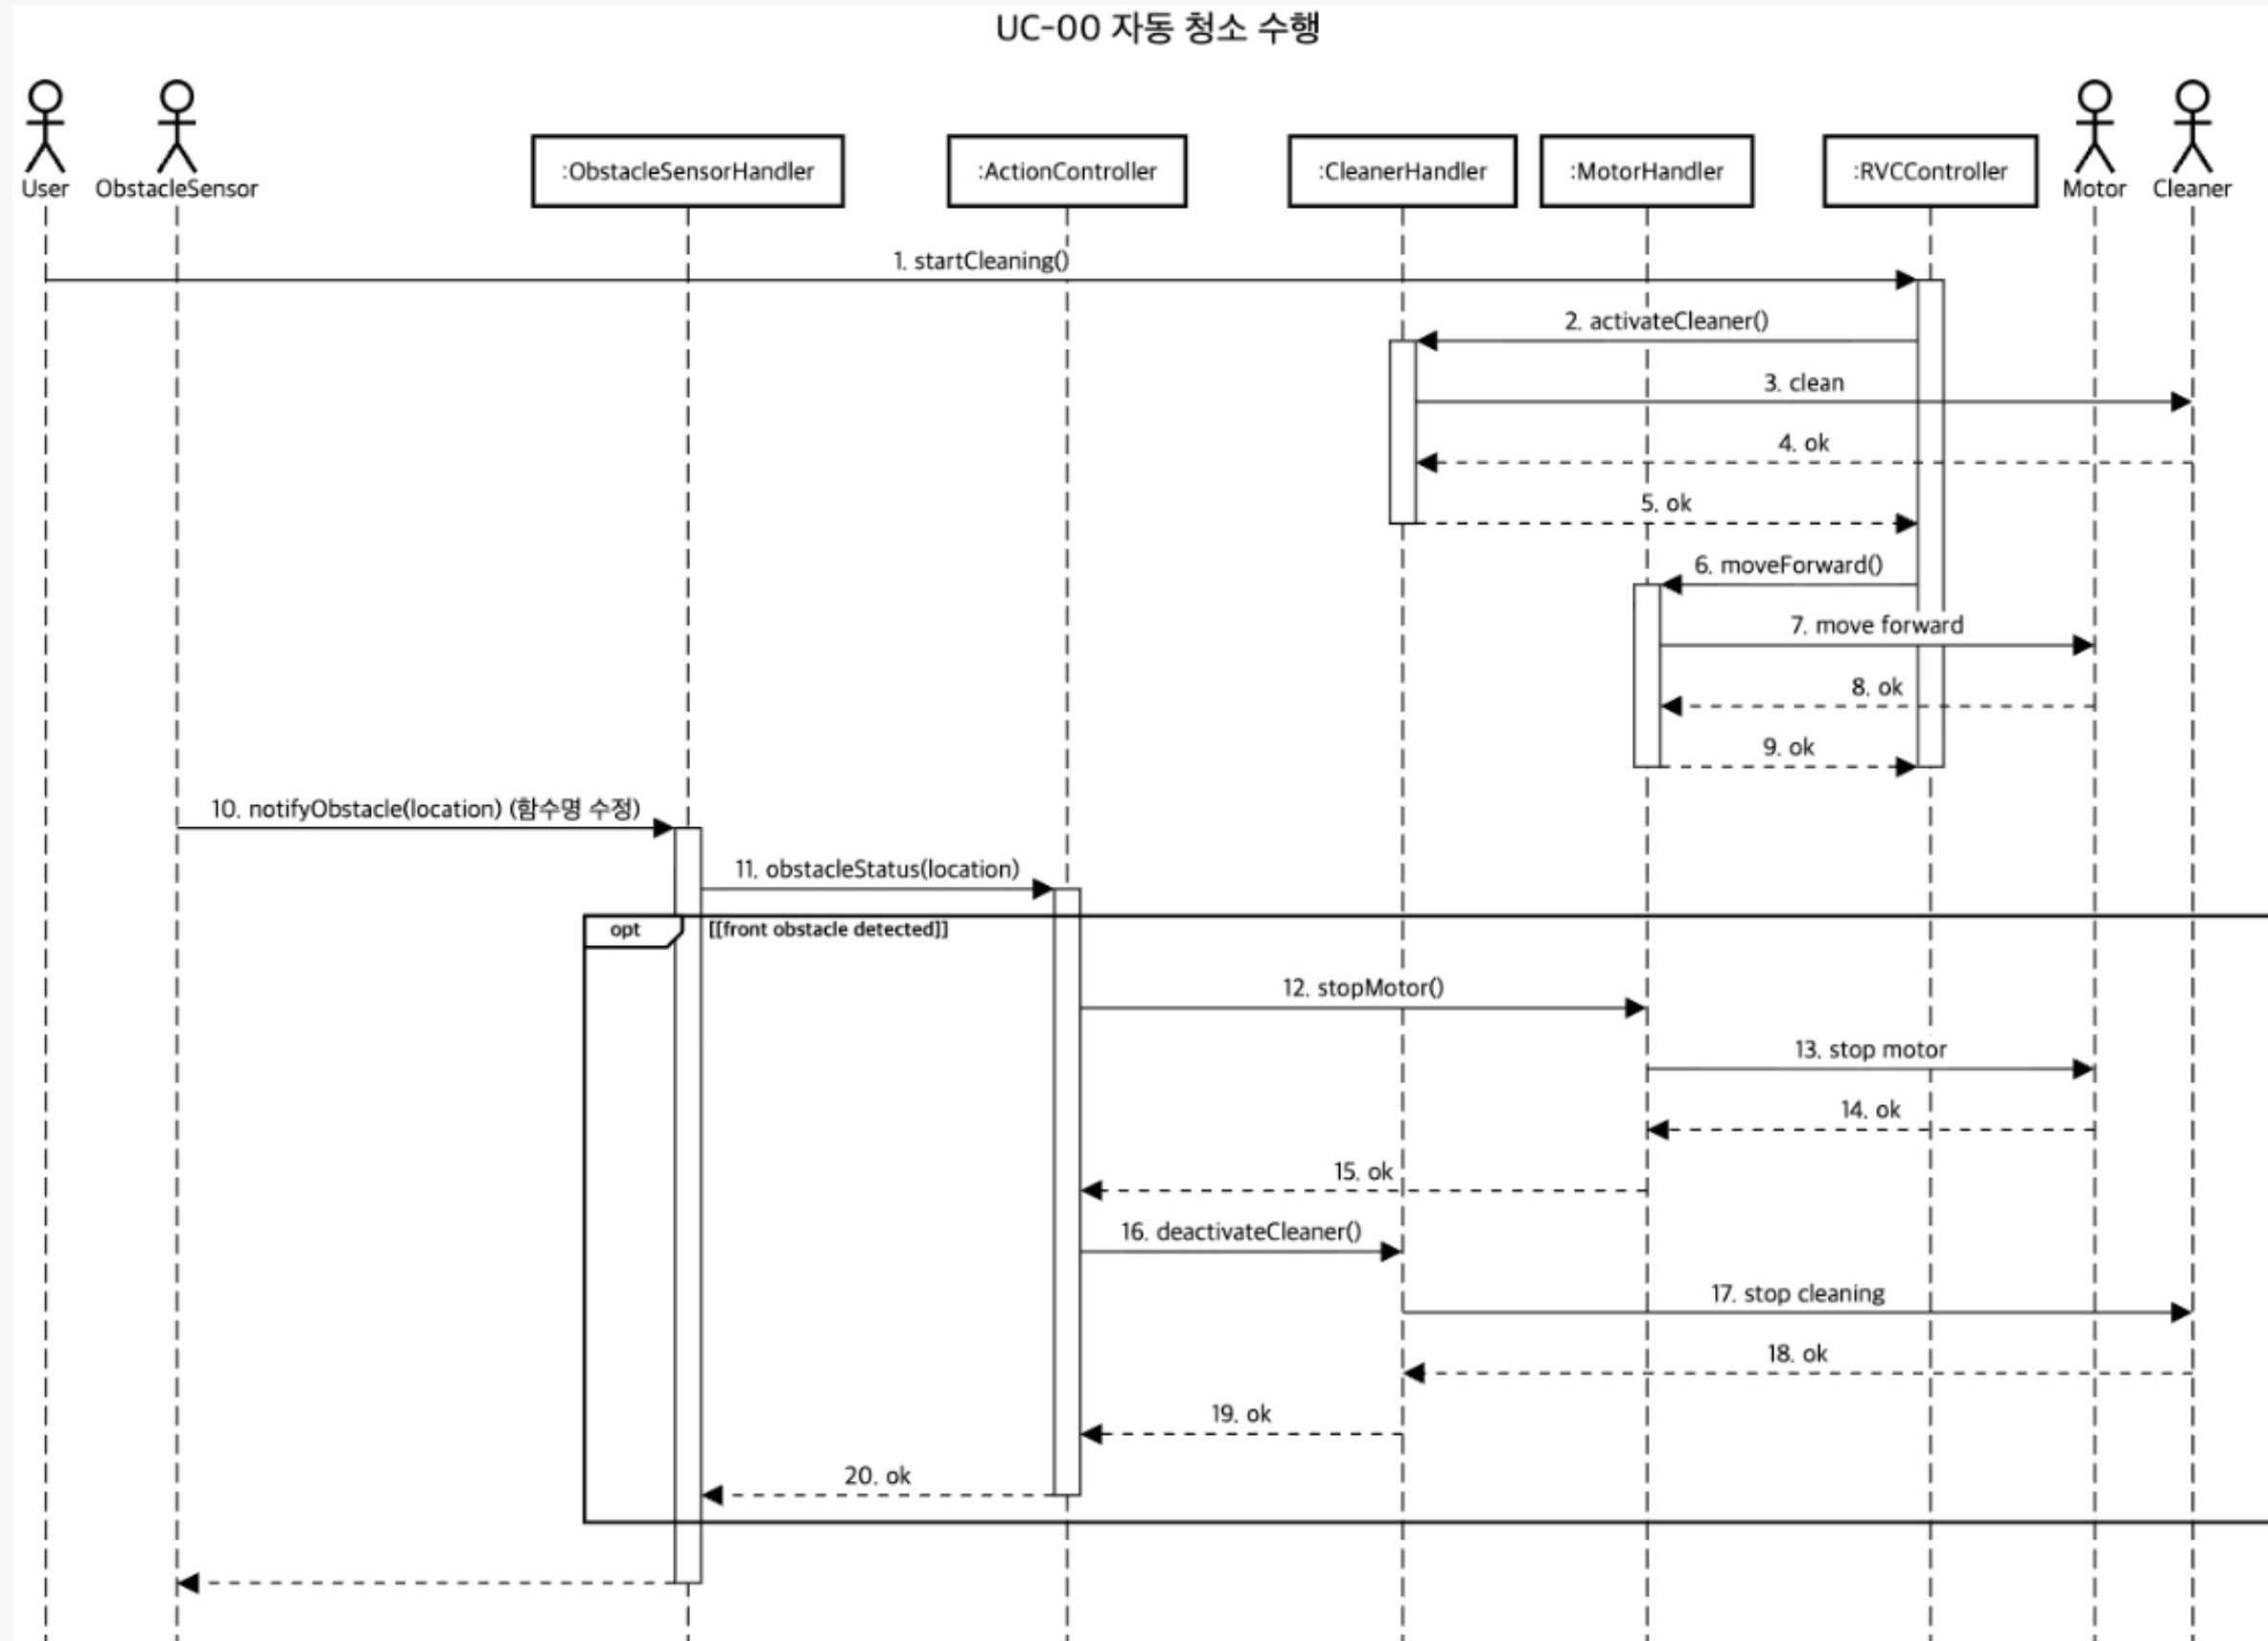 UC-00 자동 청소 수행
User
ObstacleSensor
:ObstacleSensorHandler
:ActionController
:CleanerHandler
:MotorHandler
:RVCController
Motor
Cleaner
1. startCleaning()
2. activateCleaner()
3. clean
4. ok
5. ok
6. moveForward()
7. move forward
8. ok
9. ok
10. notifyObstacle(location) (함수명 수정)
11. obstacleStatus(location)
opt
[[front obstacle detected]]
12. stopMotor()
13. stop motor
14. ok
15. ok
16. deactivateCleaner()
17. stop cleaning
18. ok
19. ok
20. ok